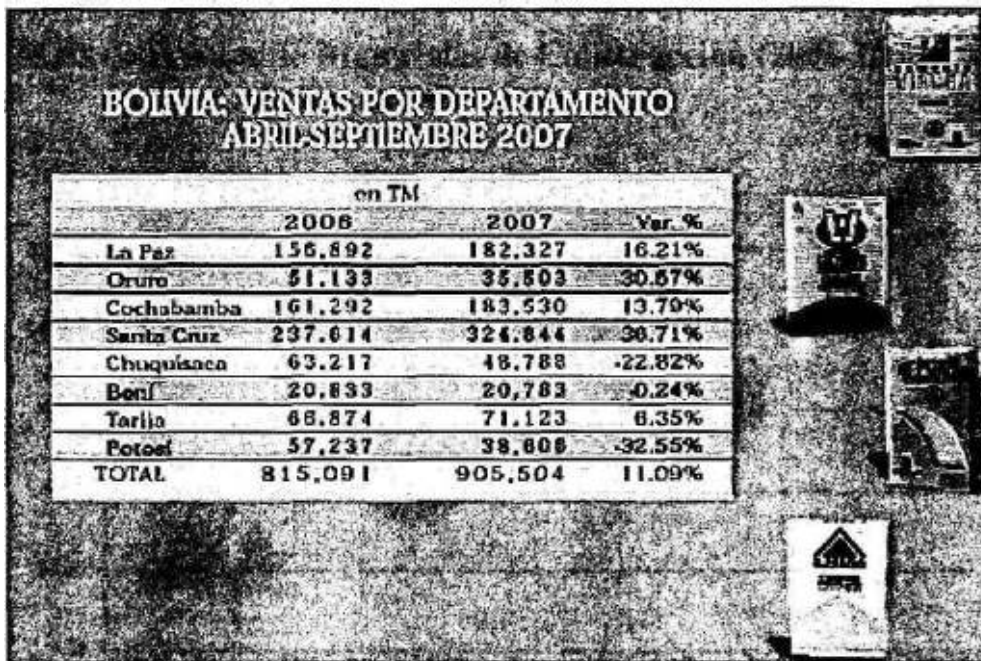 BOLIVIA: VENTAS POR DEPARTAMENTO
ABRIL-SEPTIEMBRE 2007
en TM
2006 2007 Var. %
La Paz 156,892 182,327 16.21%
Oruro 51,133 35,503 30.57%
Cochabamba 161,292 183,530 13.79%
Santa Cruz 237,614 324,844 36.71%
Chuquisaca 63,217 48,788 -22.82%
Beni 20,833 20,783 -0.24%
Tarija 66,874 71,123 6.35%
Potosí 57,237 38,606 -32.55%
TOTAL 815,091 905,504 11.09%